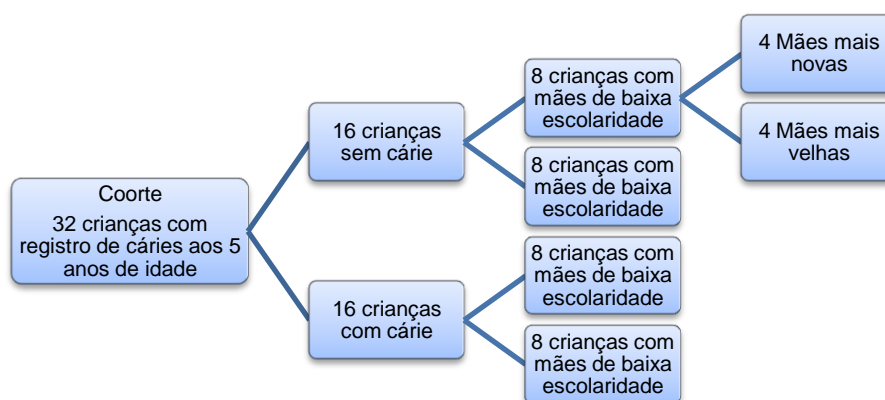 Coorte
32 crianças com
registro de cáries aos 5
anos de idade
16 crianças
sem cárie
8 crianças com
mães de baixa
escolaridade
4 Mães mais
novas
4 Mães mais
velhas
8 crianças com
mães de baixa
escolaridade
16 crianças
com cárie
8 crianças com
mães de baixa
escolaridade
8 crianças com
mães de baixa
escolaridade